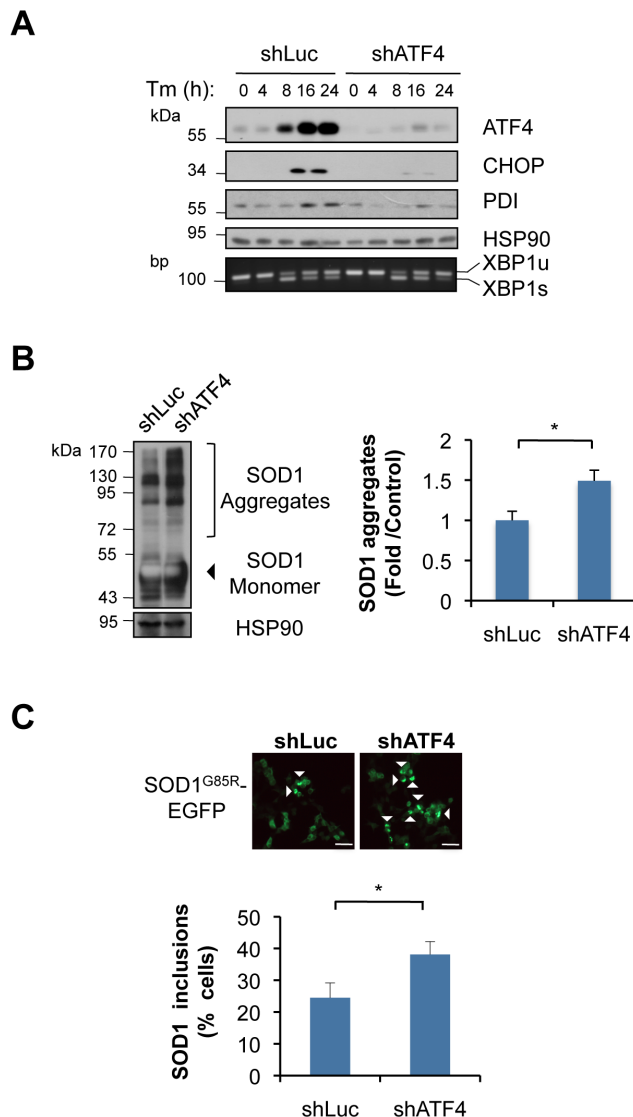 A
shLuc shATF4
Tm (h): 0 4 8 16 24 0 4 8 16 24
kDa
55 ATF4
34 CHOP
55 PDI
95 HSP90
bp XBP1u
100 XBP1s
B
shLuc shATF4
kDa 170
130
95
72
55
43
95
SOD1
Aggregates
SOD1
Monomer
HSP90
SOD1 aggregates
(Fold /Control)
2
1.5
1
0.5
0
*
shLuc shATF4
C
shLuc shATF4
SOD1G85R-
EGFP
SOD1 inclusions
(% cells)
50
40
30
20
10
0
*
shLuc shATF4